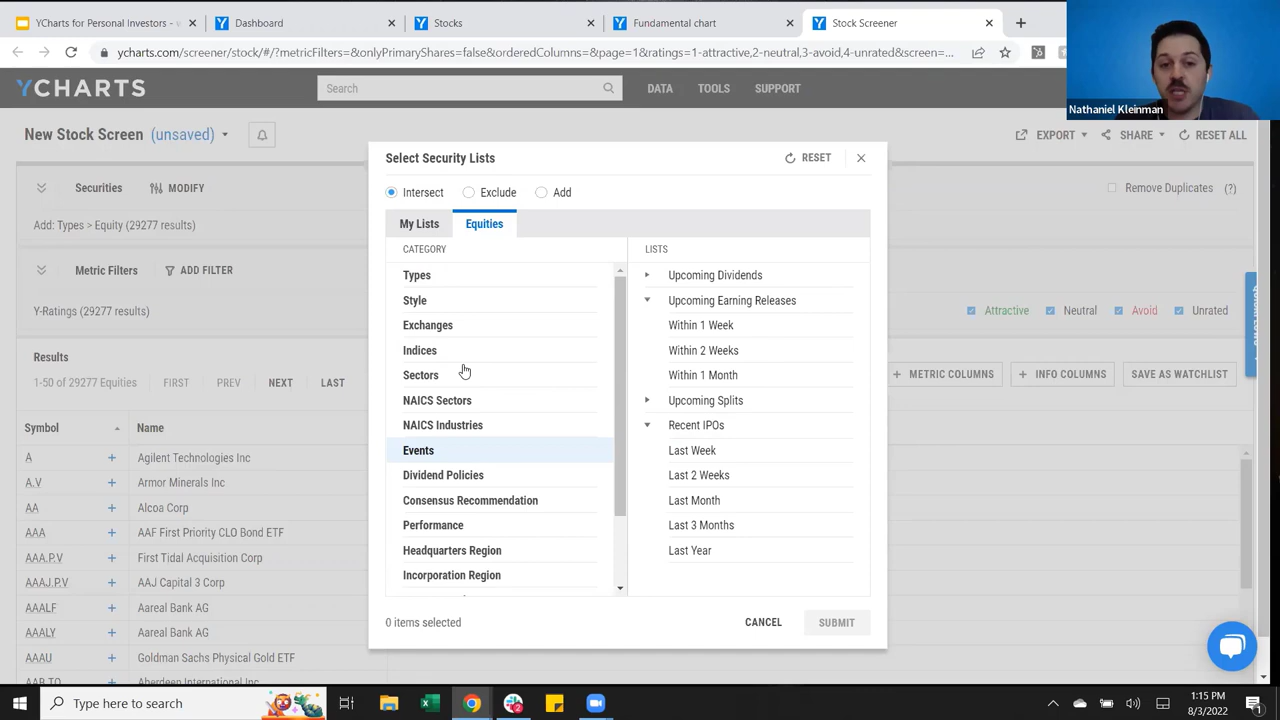 YCharts for Personal Investors - v
Dashboard
Stocks
Fundamental chart
Stock Screener
ycharts.com/screener/stock/#/?metricFilters=&onlyPrimaryShares=false&orderedColumns=&page=1&ratings=1-attractive,2-neutral,3-avoid,4-unrated&screen=...
YCHARTS
Search
DATA
TOOLS
SUPPORT
Nathaniel Kleinman
New Stock Screen (unsaved)
EXPORT
SHARE
RESET ALL
Securities
MODIFY
Remove Duplicates (?)
Add: Types > Equity (29277 results)
Metric Filters
ADD FILTER
Y-Ratings (29277 results)
Attractive
Neutral
Avoid
Unrated
Results
1-50 of 29277 Equities
FIRST
PREV
NEXT
LAST
+ METRIC COLUMNS
+ INFO COLUMNS
SAVE AS WATCHLIST
Symbol
Name
A + Agilent Technologies Inc
A.V + Armor Minerals Inc
AA + Alcoa Corp
AAA + AAF First Priority CLO Bond ETF
AAA.P.V + First Tidal Acquisition Corp
AAAJ.P.V + AAJ Capital 3 Corp
AAALF + Aareal Bank AG
AAALY + Aareal Bank AG
AAAU + Goldman Sachs Physical Gold ETF
AAB.TO + Aberdeen International Inc
Select Security Lists
RESET
Intersect
Exclude
Add
My Lists
Equities
CATEGORY
Types
Style
Exchanges
Indices
Sectors
NAICS Sectors
NAICS Industries
Events
Dividend Policies
Consensus Recommendation
Performance
Headquarters Region
Incorporation Region
LISTS
Upcoming Dividends
Upcoming Earning Releases
Within 1 Week
Within 2 Weeks
Within 1 Month
Upcoming Splits
Recent IPOs
Last Week
Last 2 Weeks
Last Month
Last 3 Months
Last Year
0 items selected
CANCEL
SUBMIT
Type here to search
1:15 PM
8/3/2022